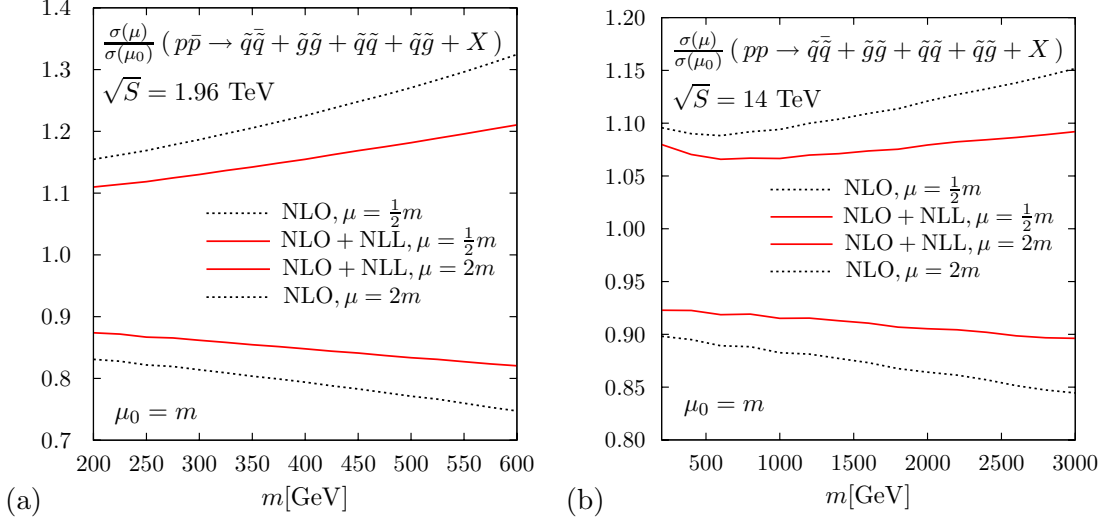 1.4
1.3
1.2
1.1
1.0
0.9
0.8
0.7
σ(μ)/σ(μ₀) ( pp̄ → q̃q̃̄ + g̃g̃ + q̃q̃ + q̃g̃ + X )
√S = 1.96 TeV
NLO, μ = ½m
NLO + NLL, μ = ½m
NLO + NLL, μ = 2m
NLO, μ = 2m
μ₀ = m
200 250 300 350 400 450 500 550 600
(a) m[GeV]
1.20
1.15
1.10
1.05
1.00
0.95
0.90
0.85
0.80
σ(μ)/σ(μ₀) ( pp → q̃q̃̄ + g̃g̃ + q̃q̃ + q̃g̃ + X )
√S = 14 TeV
NLO, μ = ½m
NLO + NLL, μ = ½m
NLO + NLL, μ = 2m
NLO, μ = 2m
μ₀ = m
500 1000 1500 2000 2500 3000
(b) m[GeV]